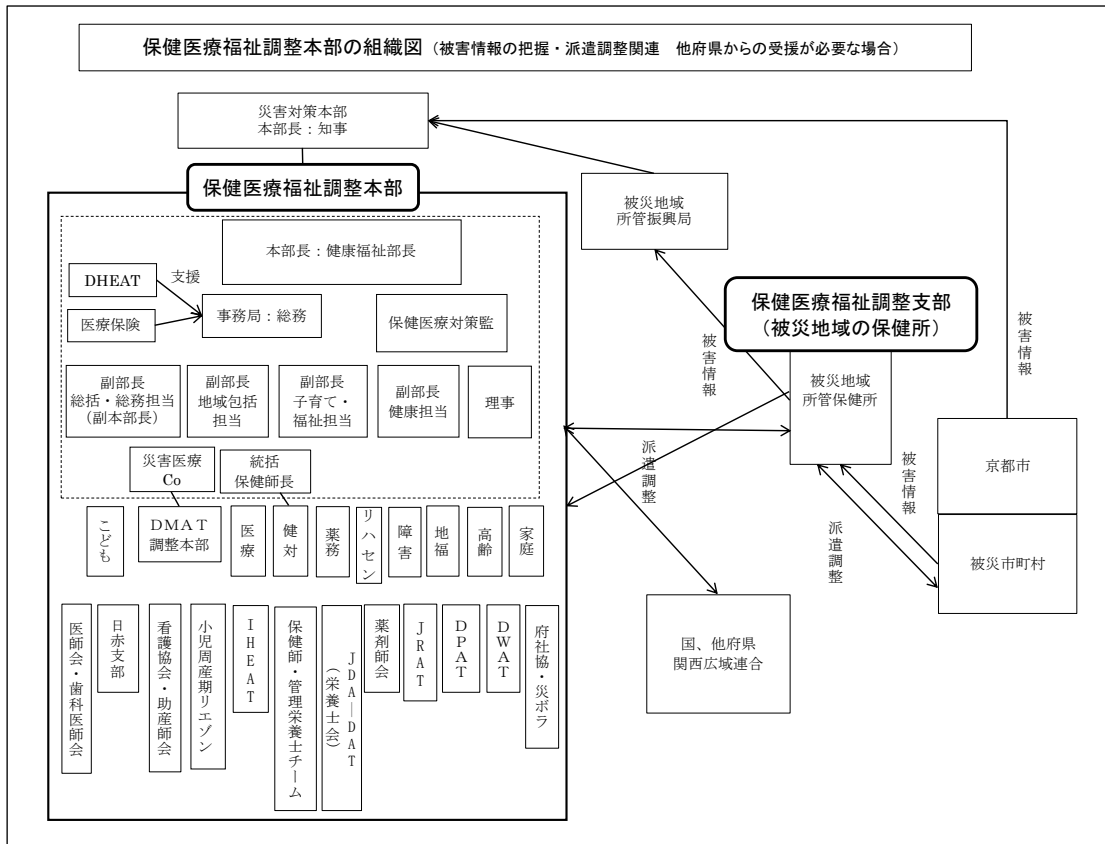 保健医療福祉調整本部の組織図（被害情報の把握・派遣調整関連　他府県からの受援が必要な場合）
災害対策本部
本部長：知事
保健医療福祉調整本部
本部長：健康福祉部長
DHEAT
支援
医療保険
事務局：総務
保健医療対策監
副部長
総括・総務担当
（副本部長）
副部長
地域包括
担当
副部長
子育て・
福祉担当
副部長
健康担当
理事
災害医療
Co
統括
保健師長
こども
DMAT
調整本部
医療
健対
薬務
リハセン
障害
地福
高齢
家庭
医師会・歯科医師会
日赤支部
看護協会・助産師会
小児周産期リエゾン
IHEAT
保健師・管理栄養士チーム
JDA―DAT
（栄養士会）
薬剤師会
JRAT
DPAT
DWAT
府社協・災ボラ
被災地域
所管振興局
保健医療福祉調整支部
（被災地域の保健所）
被災地域
所管保健所
被害情報
派遣調整
被害情報
被害情報
派遣調整
京都市
被災市町村
国、他府県
関西広域連合